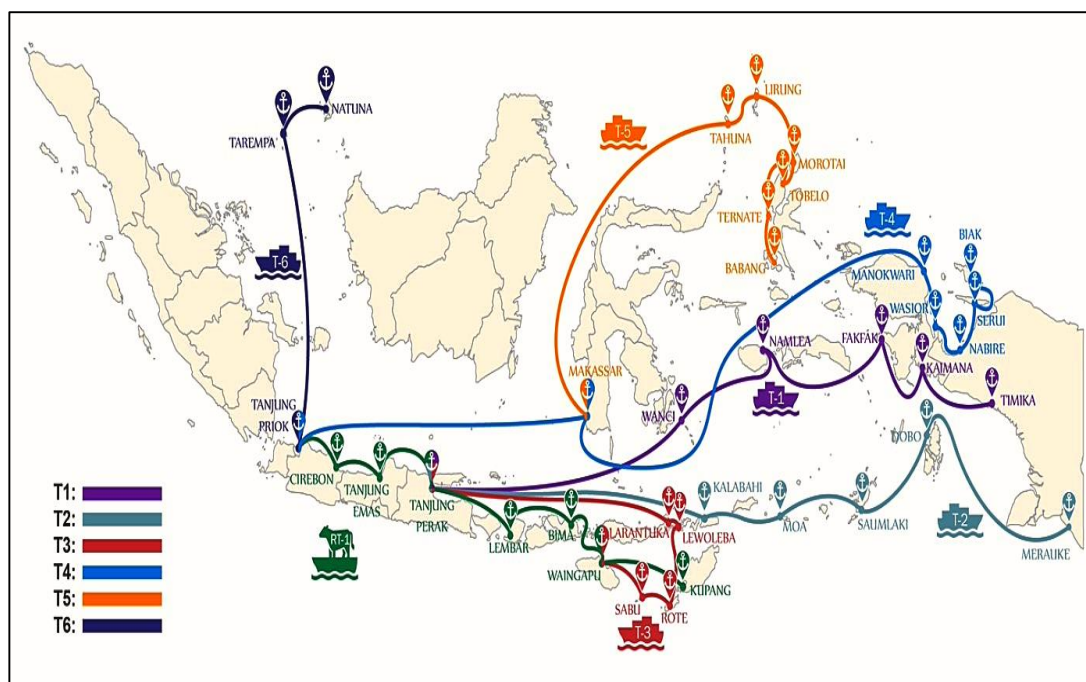 NATUNA
TAREMPA
T-6
T-5
LIRUNG
TAHUNA
MOROTAI
TOBELO
TERNATE
BABANG
T-4
BIAK
MANOKWARI
WASIOR
SERUI
NABIRE
NAMLEA
FAKFAK
KAIMANA
TIMIKA
T-1
WANCI
MAKASSAR
TANJUNG
PRIOK
CIREBON
TANJUNG
EMAS
TANJUNG
PERAK
DOBO
KALABAHI
MOA
SAUMLAKI
T-2
MERAUKE
RT-1
LEMBAR
BIMA
LARANTUKA
LEWOLEBA
WAINGAPU
KUPANG
SABU
ROTE
T-3
T1:
T2:
T3:
T4:
T5:
T6: